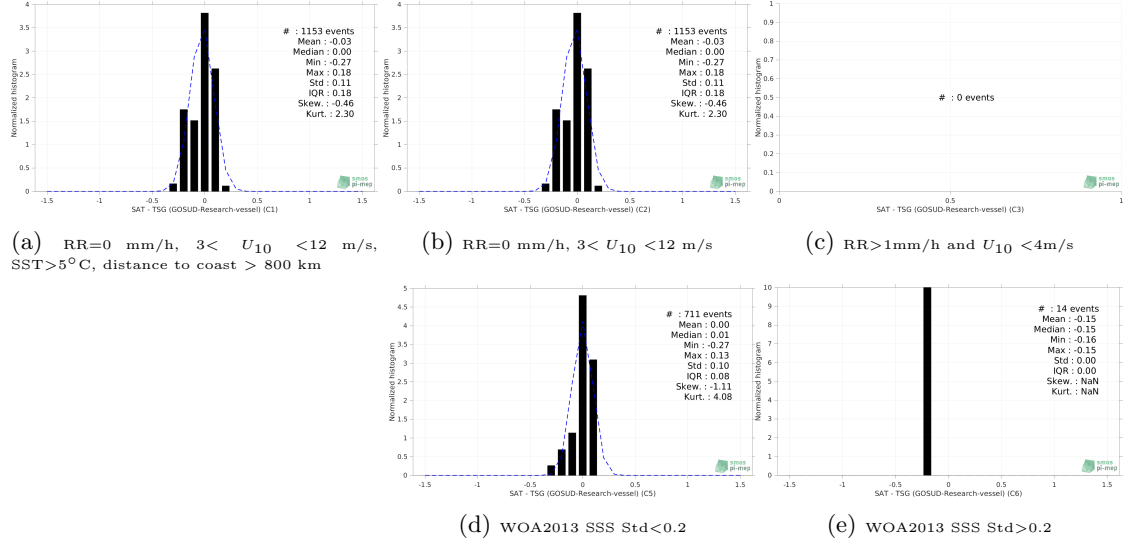 4
3.5
3
2.5
2
1.5
1
0.5
0
-1.5 -1 -0.5 0 0.5 1 1.5
Normalized histogram
SAT - TSG (GOSUD-Research-vessel) (C1)
# : 1153 events
Mean : -0.03
Median : 0.00
Min : -0.27
Max : 0.18
Std : 0.11
IQR : 0.18
Skew. : -0.46
Kurt. : 2.30
smos
pi-mep
(a) RR=0 mm/h, 3< U10 <12 m/s,
SST>5°C, distance to coast > 800 km
4
3.5
3
2.5
2
1.5
1
0.5
0
-1.5 -1 -0.5 0 0.5 1 1.5
Normalized histogram
SAT - TSG (GOSUD-Research-vessel) (C2)
# : 1153 events
Mean : -0.03
Median : 0.00
Min : -0.27
Max : 0.18
Std : 0.11
IQR : 0.18
Skew. : -0.46
Kurt. : 2.30
smos
pi-mep
(b) RR=0 mm/h, 3< U10 <12 m/s
1
0.9
0.8
0.7
0.6
0.5
0.4
0.3
0.2
0.1
0
0 0.5 1
Normalized histogram
SAT - TSG (GOSUD-Research-vessel) (C3)
# : 0 events
smos
pi-mep
(c) RR>1mm/h and U10 <4m/s
5
4.5
4
3.5
3
2.5
2
1.5
1
0.5
0
-1.5 -1 -0.5 0 0.5 1 1.5
Normalized histogram
SAT - TSG (GOSUD-Research-vessel) (C5)
# : 711 events
Mean : 0.00
Median : 0.01
Min : -0.27
Max : 0.13
Std : 0.10
IQR : 0.08
Skew. : -1.11
Kurt. : 4.08
smos
pi-mep
(d) WOA2013 SSS Std<0.2
10
9
8
7
6
5
4
3
2
1
0
-1.5 -1 -0.5 0 0.5 1 1.5
Normalized histogram
SAT - TSG (GOSUD-Research-vessel) (C6)
# : 14 events
Mean : -0.15
Median : -0.15
Min : -0.16
Max : -0.15
Std : 0.00
IQR : 0.00
Skew. : NaN
Kurt. : NaN
smos
pi-mep
(e) WOA2013 SSS Std>0.2